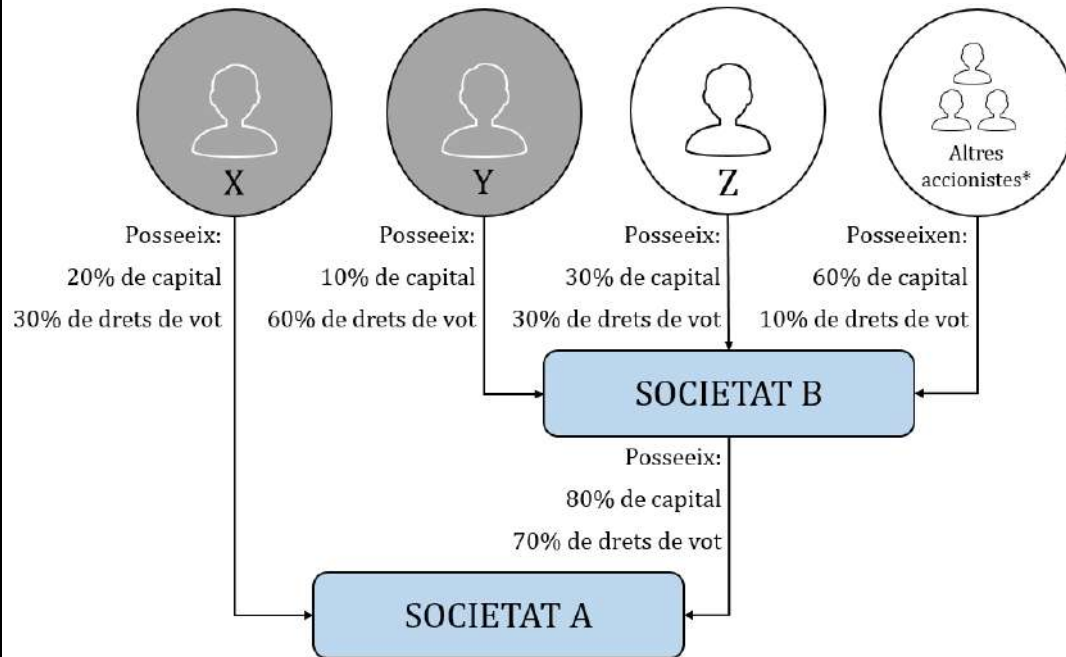 X
Y
Z
Altres
accionistes*
Posseeix:
20% de capital
30% de drets de vot
Posseeix:
10% de capital
60% de drets de vot
Posseeix:
30% de capital
30% de drets de vot
Posseeixen:
60% de capital
10% de drets de vot
SOCIETAT B
Posseeix:
80% de capital
70% de drets de vot
SOCIETAT A